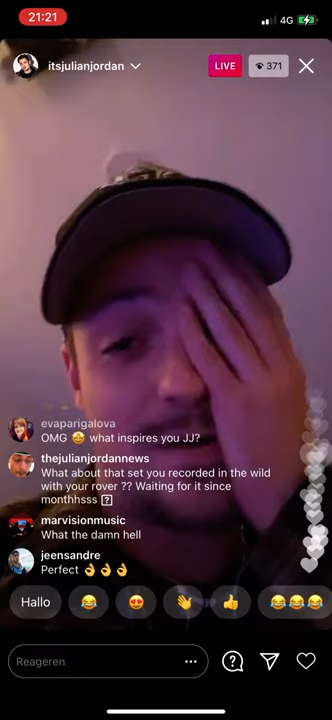 21:21
4G
itsjulianjordan
LIVE
371
evaparigalova
OMG 🤩 what inspires you JJ?
thejulianjordannews
What about that set you recorded in the wild
with your rover ?? Waiting for it since
monthhsss ?
marvisionmusic
What the damn hell
jeensandre
Perfect 👌👌👌
Hallo 😂 😍 👋 👍 😂😂😂
Reageren